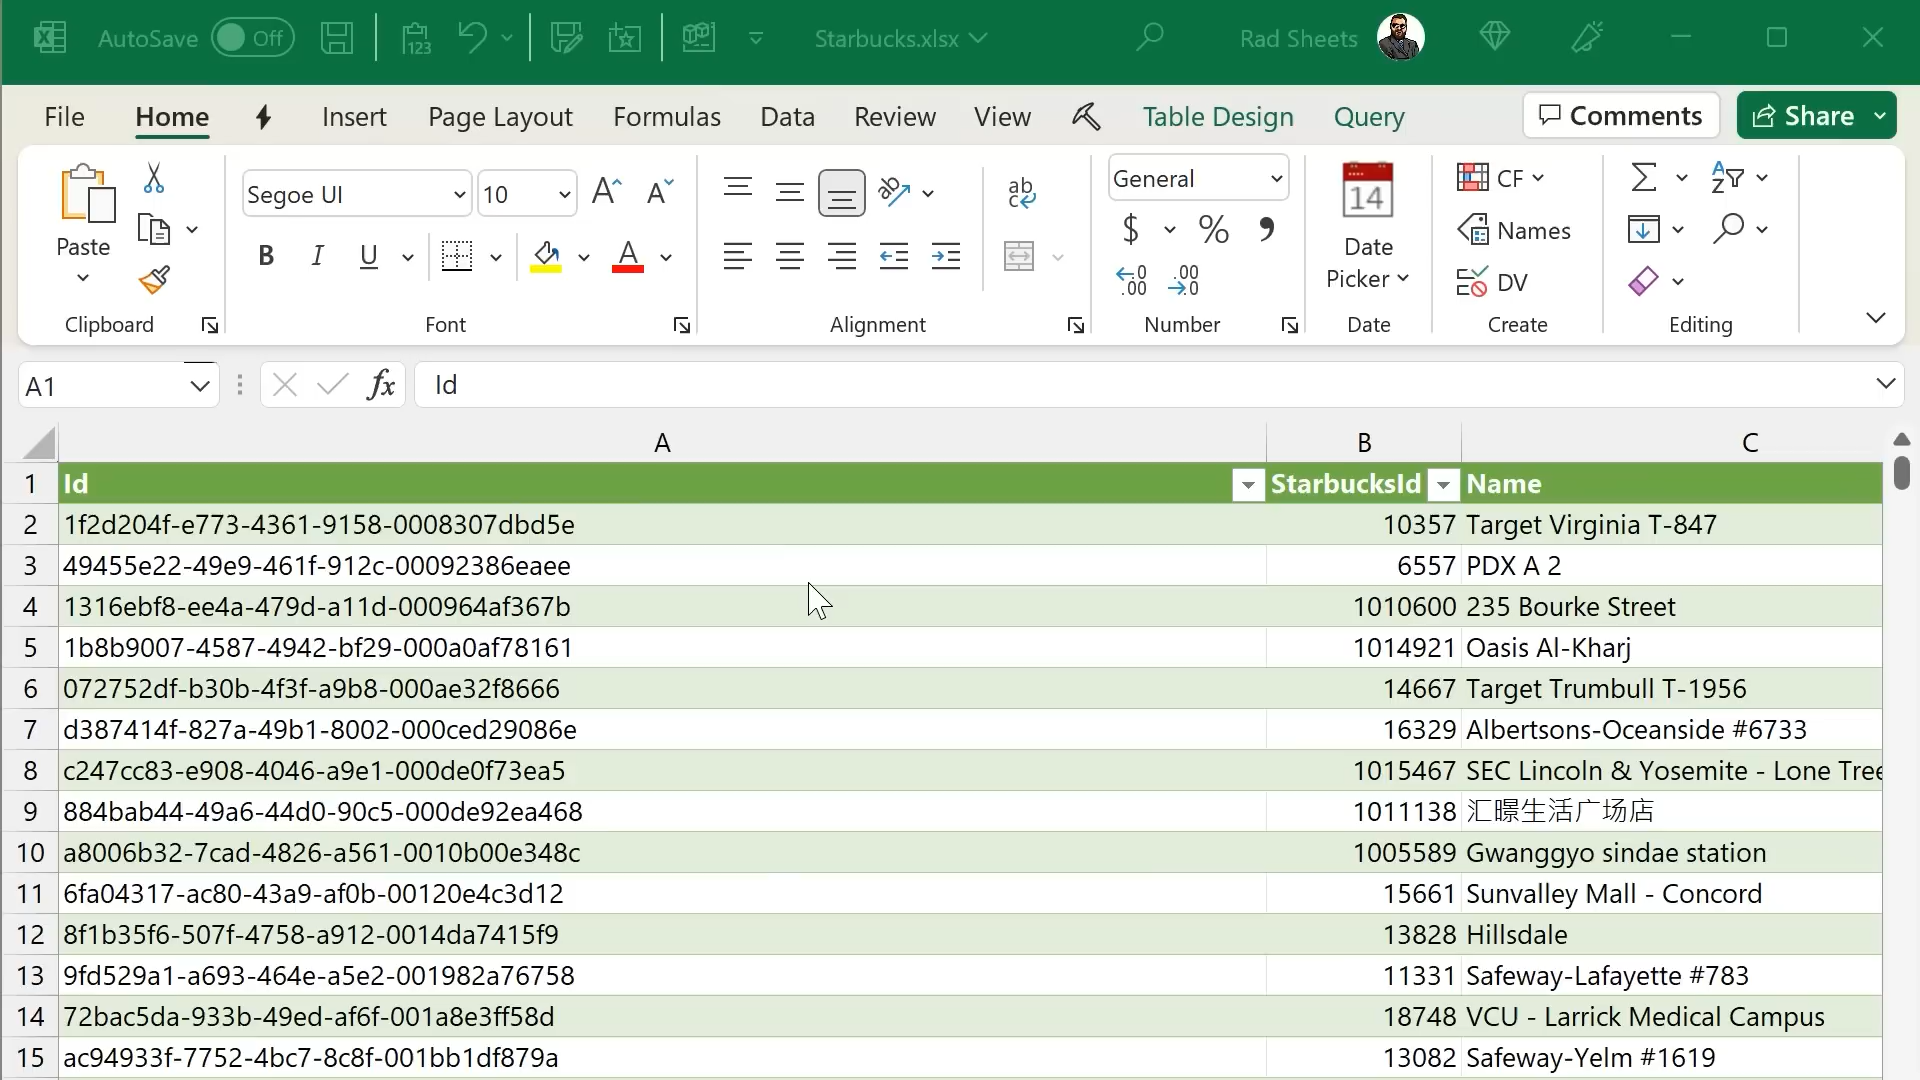 AutoSave Off 123 Starbucks.xlsx Rad Sheets
File Home Insert Page Layout Formulas Data Review View Table Design Query Comments Share
Paste
Clipboard
Segoe UI 10 A A
B I U A
Font
ab
ab c
Alignment
General
$ % 9
0 .00 .00 0
Number
14
Date Picker
Date
CF
Names
DV
Create
Σ A Z
Editing
A1 fx Id
A B C
1 Id StarbucksId Name
2 1f2d204f-e773-4361-9158-0008307dbd5e 10357 Target Virginia T-847
3 49455e22-49e9-461f-912c-00092386eaee 6557 PDX A 2
4 1316ebf8-ee4a-479d-a11d-000964af367b 1010600 235 Bourke Street
5 1b8b9007-4587-4942-bf29-000a0af78161 1014921 Oasis Al-Kharj
6 072752df-b30b-4f3f-a9b8-000ae32f8666 14667 Target Trumbull T-1956
7 d387414f-827a-49b1-8002-000ced29086e 16329 Albertsons-Oceanside #6733
8 c247cc83-e908-4046-a9e1-000de0f73ea5 1015467 SEC Lincoln & Yosemite - Lone Tree
9 884bab44-49a6-44d0-90c5-000de92ea468 1011138 汇暻生活广场店
10 a8006b32-7cad-4826-a561-0010b00e348c 1005589 Gwanggyo sindae station
11 6fa04317-ac80-43a9-af0b-00120e4c3d12 15661 Sunvalley Mall - Concord
12 8f1b35f6-507f-4758-a912-0014da7415f9 13828 Hillsdale
13 9fd529a1-a693-464e-a5e2-001982a76758 11331 Safeway-Lafayette #783
14 72bac5da-933b-49ed-af6f-001a8e3ff58d 18748 VCU - Larrick Medical Campus
15 ac94933f-7752-4bc7-8c8f-001bb1df879a 13082 Safeway-Yelm #1619